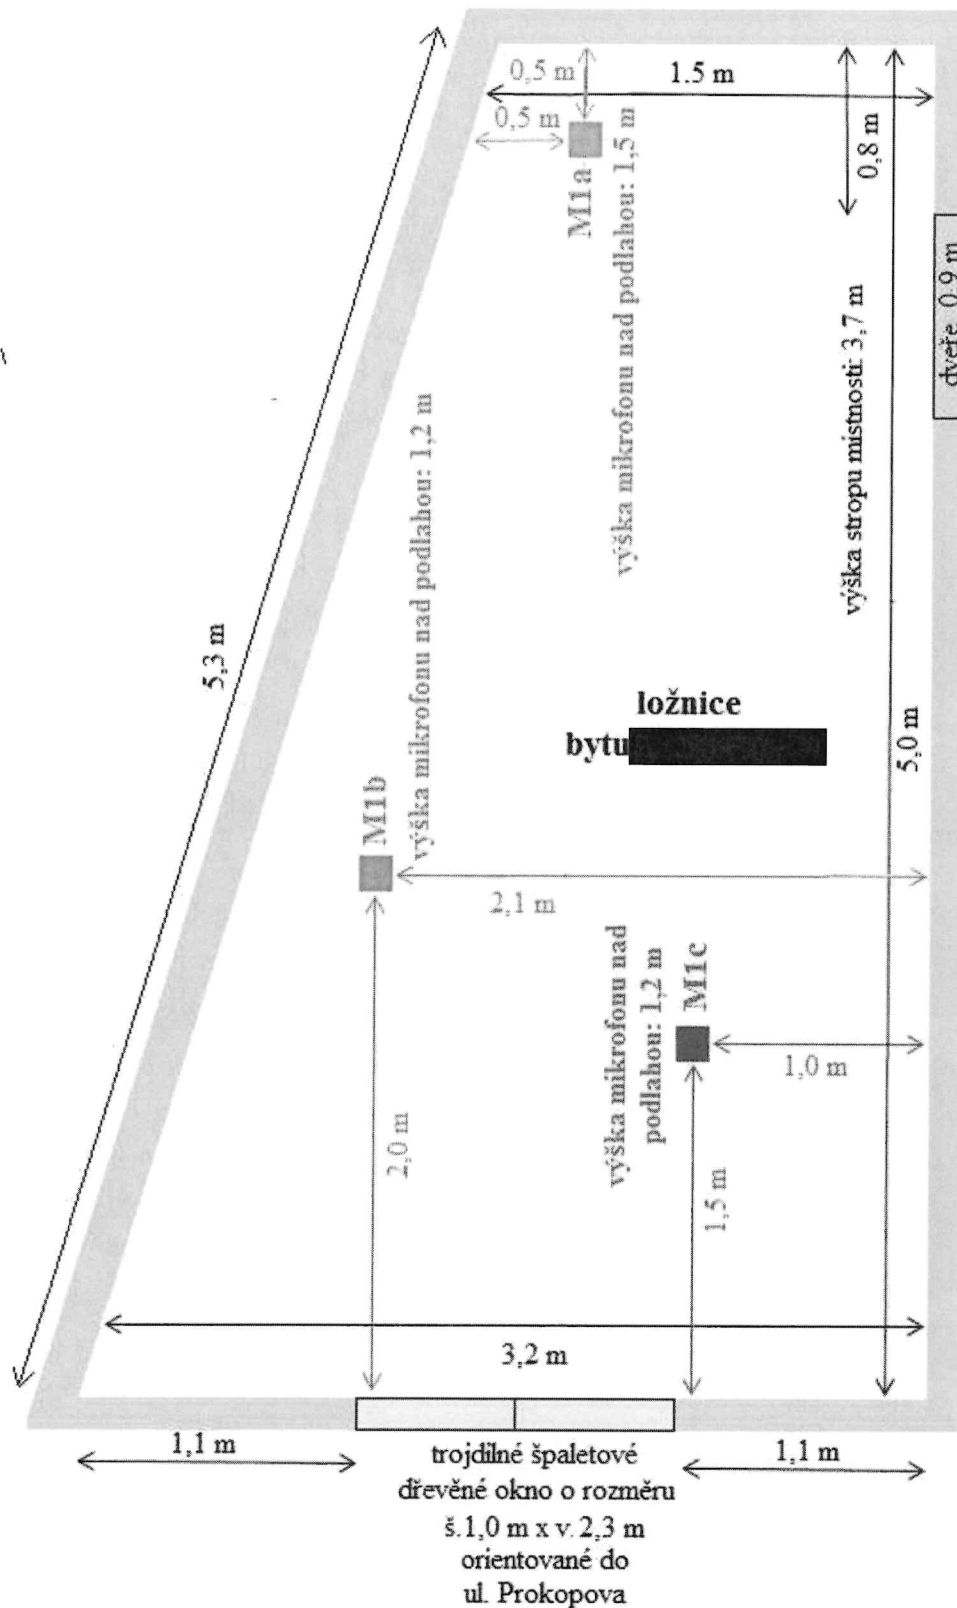 0,5 m
1.5 m
0,5 m
0,8 m
M1a
výška mikrofonu nad podlahou: 1,5 m
dveře 0,9 m
výška stropu místnosti: 3,7 m
5,3 m
výška mikrofonu nad podlahou: 1,2 m
M1b
ložnice
bytu
5,0 m
2,1 m
výška mikrofonu nad
podlahou: 1,2 m
M1c
1,0 m
2,0 m
1,5 m
3,2 m
1,1 m
1,1 m
trojdílné špaletové
dřevěné okno o rozměru
š.1,0 m x v. 2,3 m
orientované do
ul. Prokopova